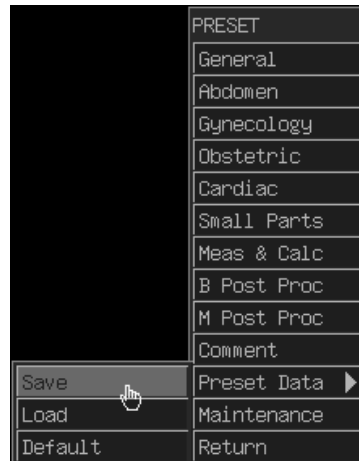 PRESET
General
Abdomen
Gynecology
Obstetric
Cardiac
Small Parts
Meas & Calc
B Post Proc
M Post Proc
Comment
Save
Preset Data
Load
Maintenance
Default
Return